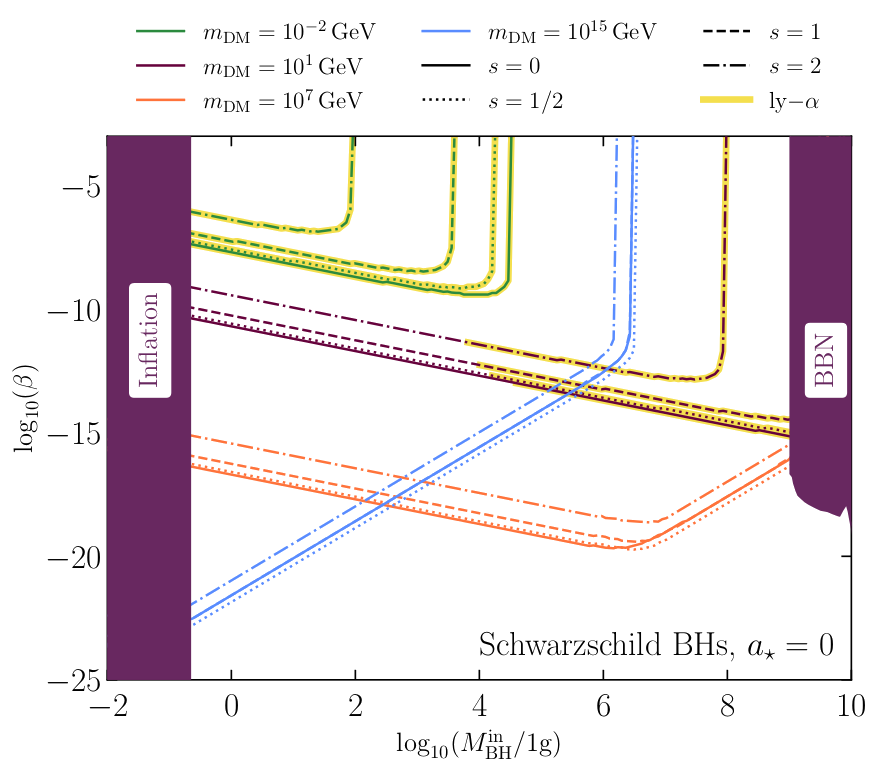 m_DM = 10^−2 GeV m_DM = 10^15 GeV s = 1
m_DM = 10^1 GeV s = 0 s = 2
m_DM = 10^7 GeV s = 1/2 ly−α
−5
−10
−15
−20
−25
log10(β)
Inflation
BBN
Schwarzschild BHs, a⋆ = 0
−2 0 2 4 6 8 10
log10(M^in_BH/1g)